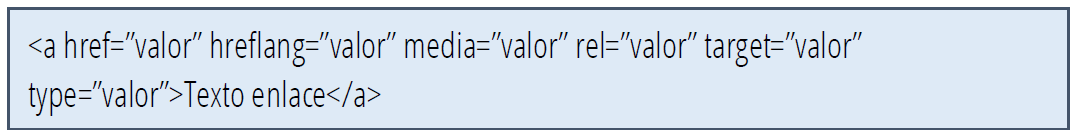 <a href=”valor” hreflang=”valor” media=”valor” rel=”valor” target=”valor”
type=”valor”>Texto enlace</a>